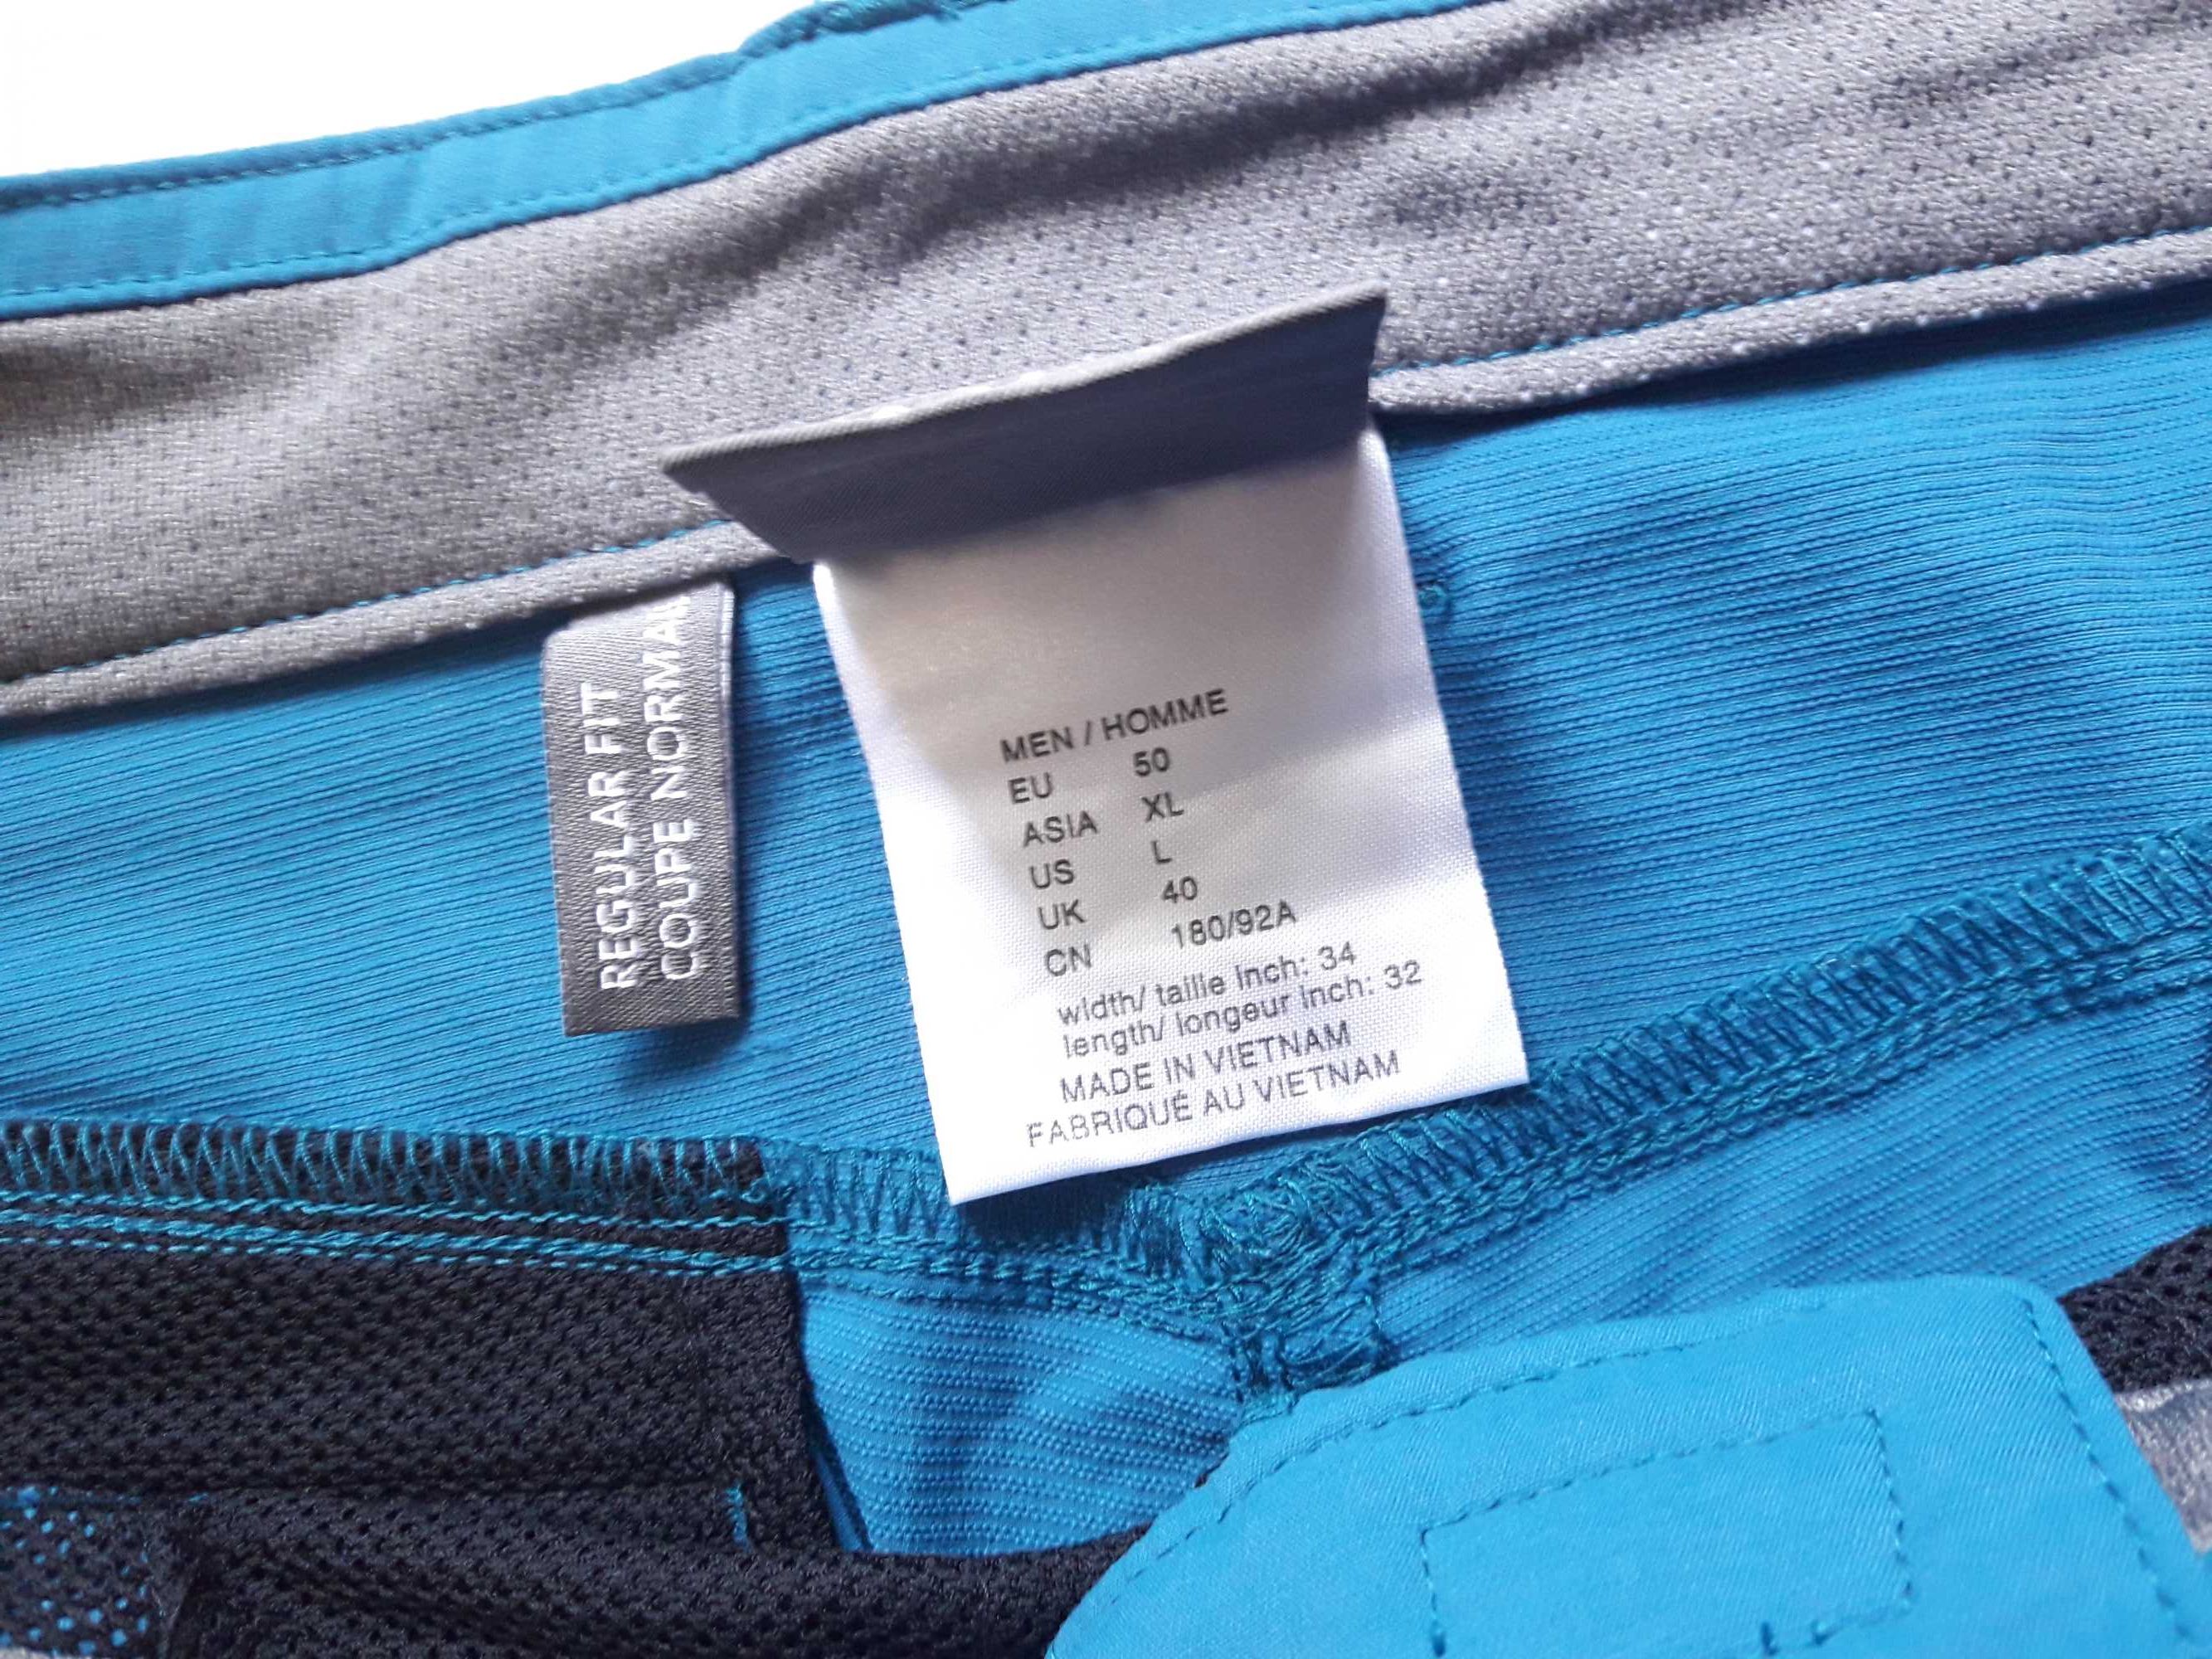 REGULAR FIT
COUPE NORMAL
MEN / HOMME
EU 50
ASIA XL
US L
UK 40
CN 180/92A
width/ taille inch: 34
length/ longeur inch: 32
MADE IN VIETNAM
FABRIQUÉ AU VIETNAM